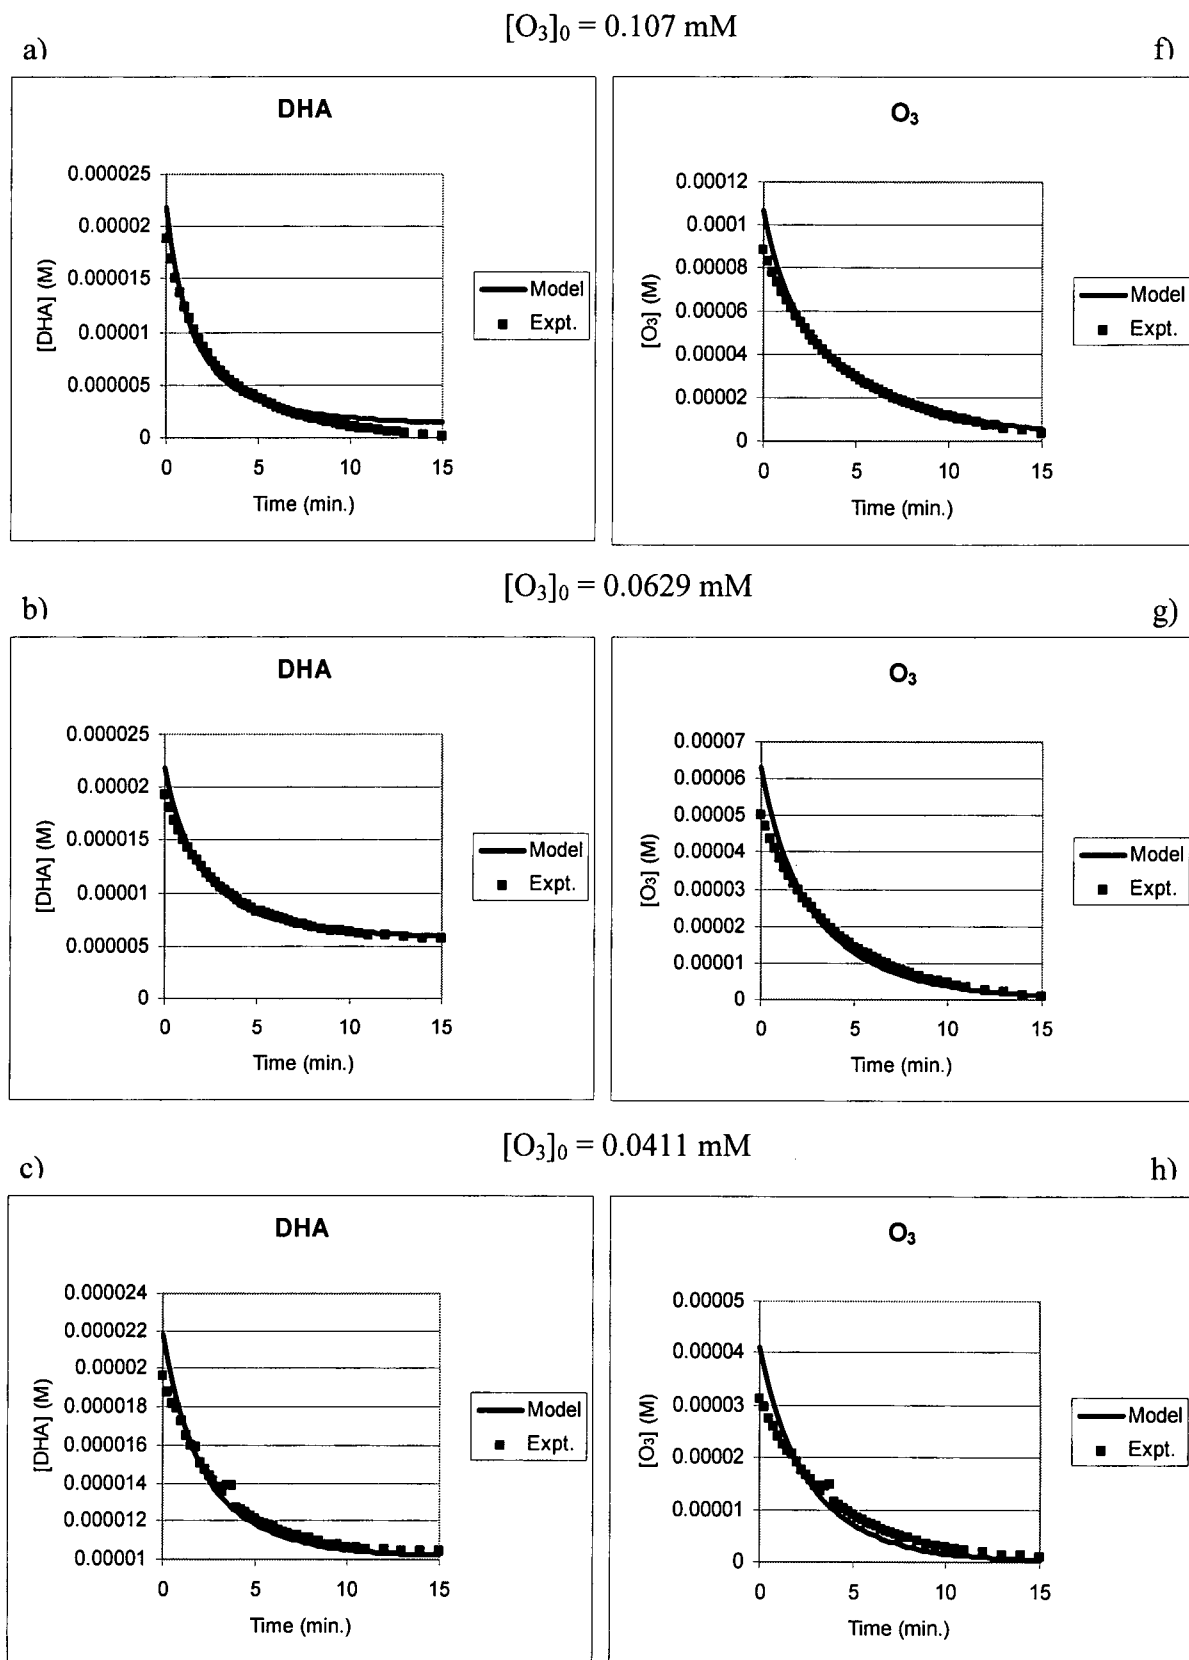 [O₃]₀ = 0.107 mM
a)
f)
DHA
0.000025
0.00002
0.000015
0.00001
0.000005
0
[DHA] (M)
0 5 10 15
Time (min.)
Model
Expt.
O₃
0.00012
0.0001
0.00008
0.00006
0.00004
0.00002
0
[O₃] (M)
0 5 10 15
Time (min.)
Model
Expt.
[O₃]₀ = 0.0629 mM
b)
g)
DHA
0.000025
0.00002
0.000015
0.00001
0.000005
0
[DHA] (M)
0 5 10 15
Time (min.)
Model
Expt.
O₃
0.00007
0.00006
0.00005
0.00004
0.00003
0.00002
0.00001
0
[O₃] (M)
0 5 10 15
Time (min.)
Model
Expt.
[O₃]₀ = 0.0411 mM
c)
h)
DHA
0.000024
0.000022
0.00002
0.000018
0.000016
0.000014
0.000012
0.00001
[DHA] (M)
0 5 10 15
Time (min.)
Model
Expt.
O₃
0.00005
0.00004
0.00003
0.00002
0.00001
0
[O₃] (M)
0 5 10 15
Time (min.)
Model
Expt.